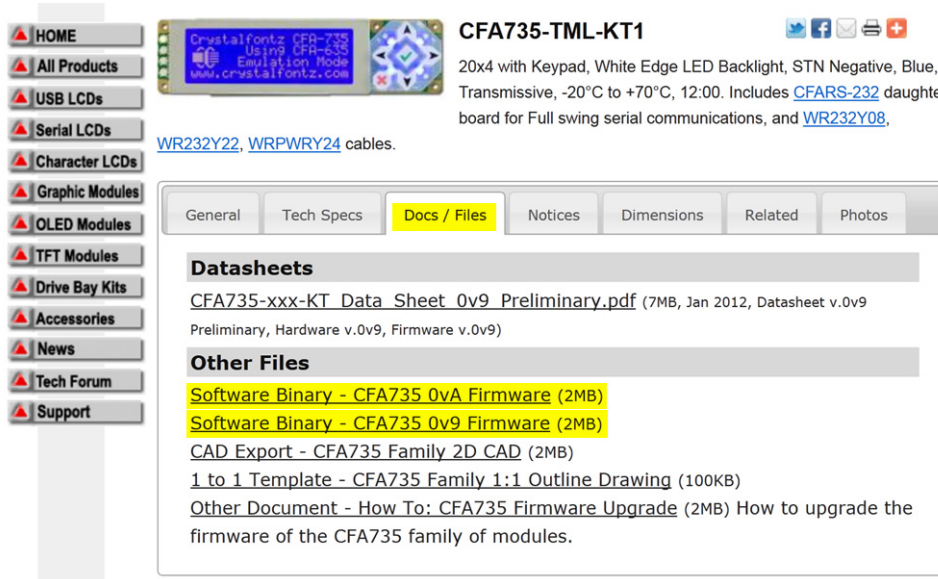 HOME
All Products
USB LCDs
Serial LCDs
Character LCDs
Graphic Modules
OLED Modules
TFT Modules
Drive Bay Kits
Accessories
News
Tech Forum
Support
Crystalfontz CFA-735
Using CFA-635
Emulation Mode
www.crystalfontz.com
CFA735-TML-KT1
20x4 with Keypad, White Edge LED Backlight, STN Negative, Blue,
Transmissive, -20°C to +70°C, 12:00. Includes CFARS-232 daughte
board for Full swing serial communications, and WR232Y08,
WR232Y22, WRPWRY24 cables.
General Tech Specs Docs / Files Notices Dimensions Related Photos
Datasheets
CFA735-xxx-KT_Data_Sheet_0v9_Preliminary.pdf (7MB, Jan 2012, Datasheet v.0v9
Preliminary, Hardware v.0v9, Firmware v.0v9)
Other Files
Software Binary - CFA735 0vA Firmware (2MB)
Software Binary - CFA735 0v9 Firmware (2MB)
CAD Export - CFA735 Family 2D CAD (2MB)
1 to 1 Template - CFA735 Family 1:1 Outline Drawing (100KB)
Other Document - How To: CFA735 Firmware Upgrade (2MB) How to upgrade the
firmware of the CFA735 family of modules.